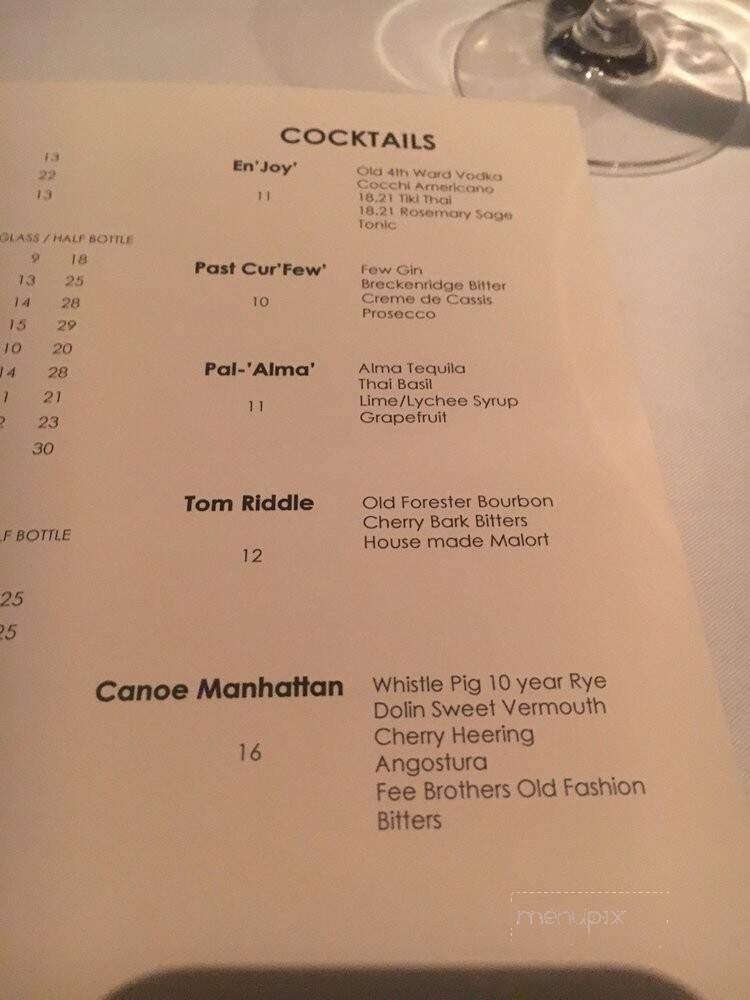 COCKTAILS
13
22
13
GLASS / HALF BOTTLE
9 18
13 25
14 28
15 29
10 20
14 28
1 21
2 23
30
F BOTTLE
25
25
En'Joy'
11
Old 4th Ward Vodka
Cocchi Americano
18.21 Tiki Thai
18.21 Rosemary Sage
Tonic
Past Cur'Few'
10
Few Gin
Breckenridge Bitter
Creme de Cassis
Prosecco
Pal-'Alma'
11
Alma Tequila
Thai Basil
Lime/Lychee Syrup
Grapefruit
Tom Riddle
12
Old Forester Bourbon
Cherry Bark Bitters
House made Malort
Canoe Manhattan
16
Whistle Pig 10 year Rye
Dolin Sweet Vermouth
Cherry Heering
Angostura
Fee Brothers Old Fashion
Bitters
menupix